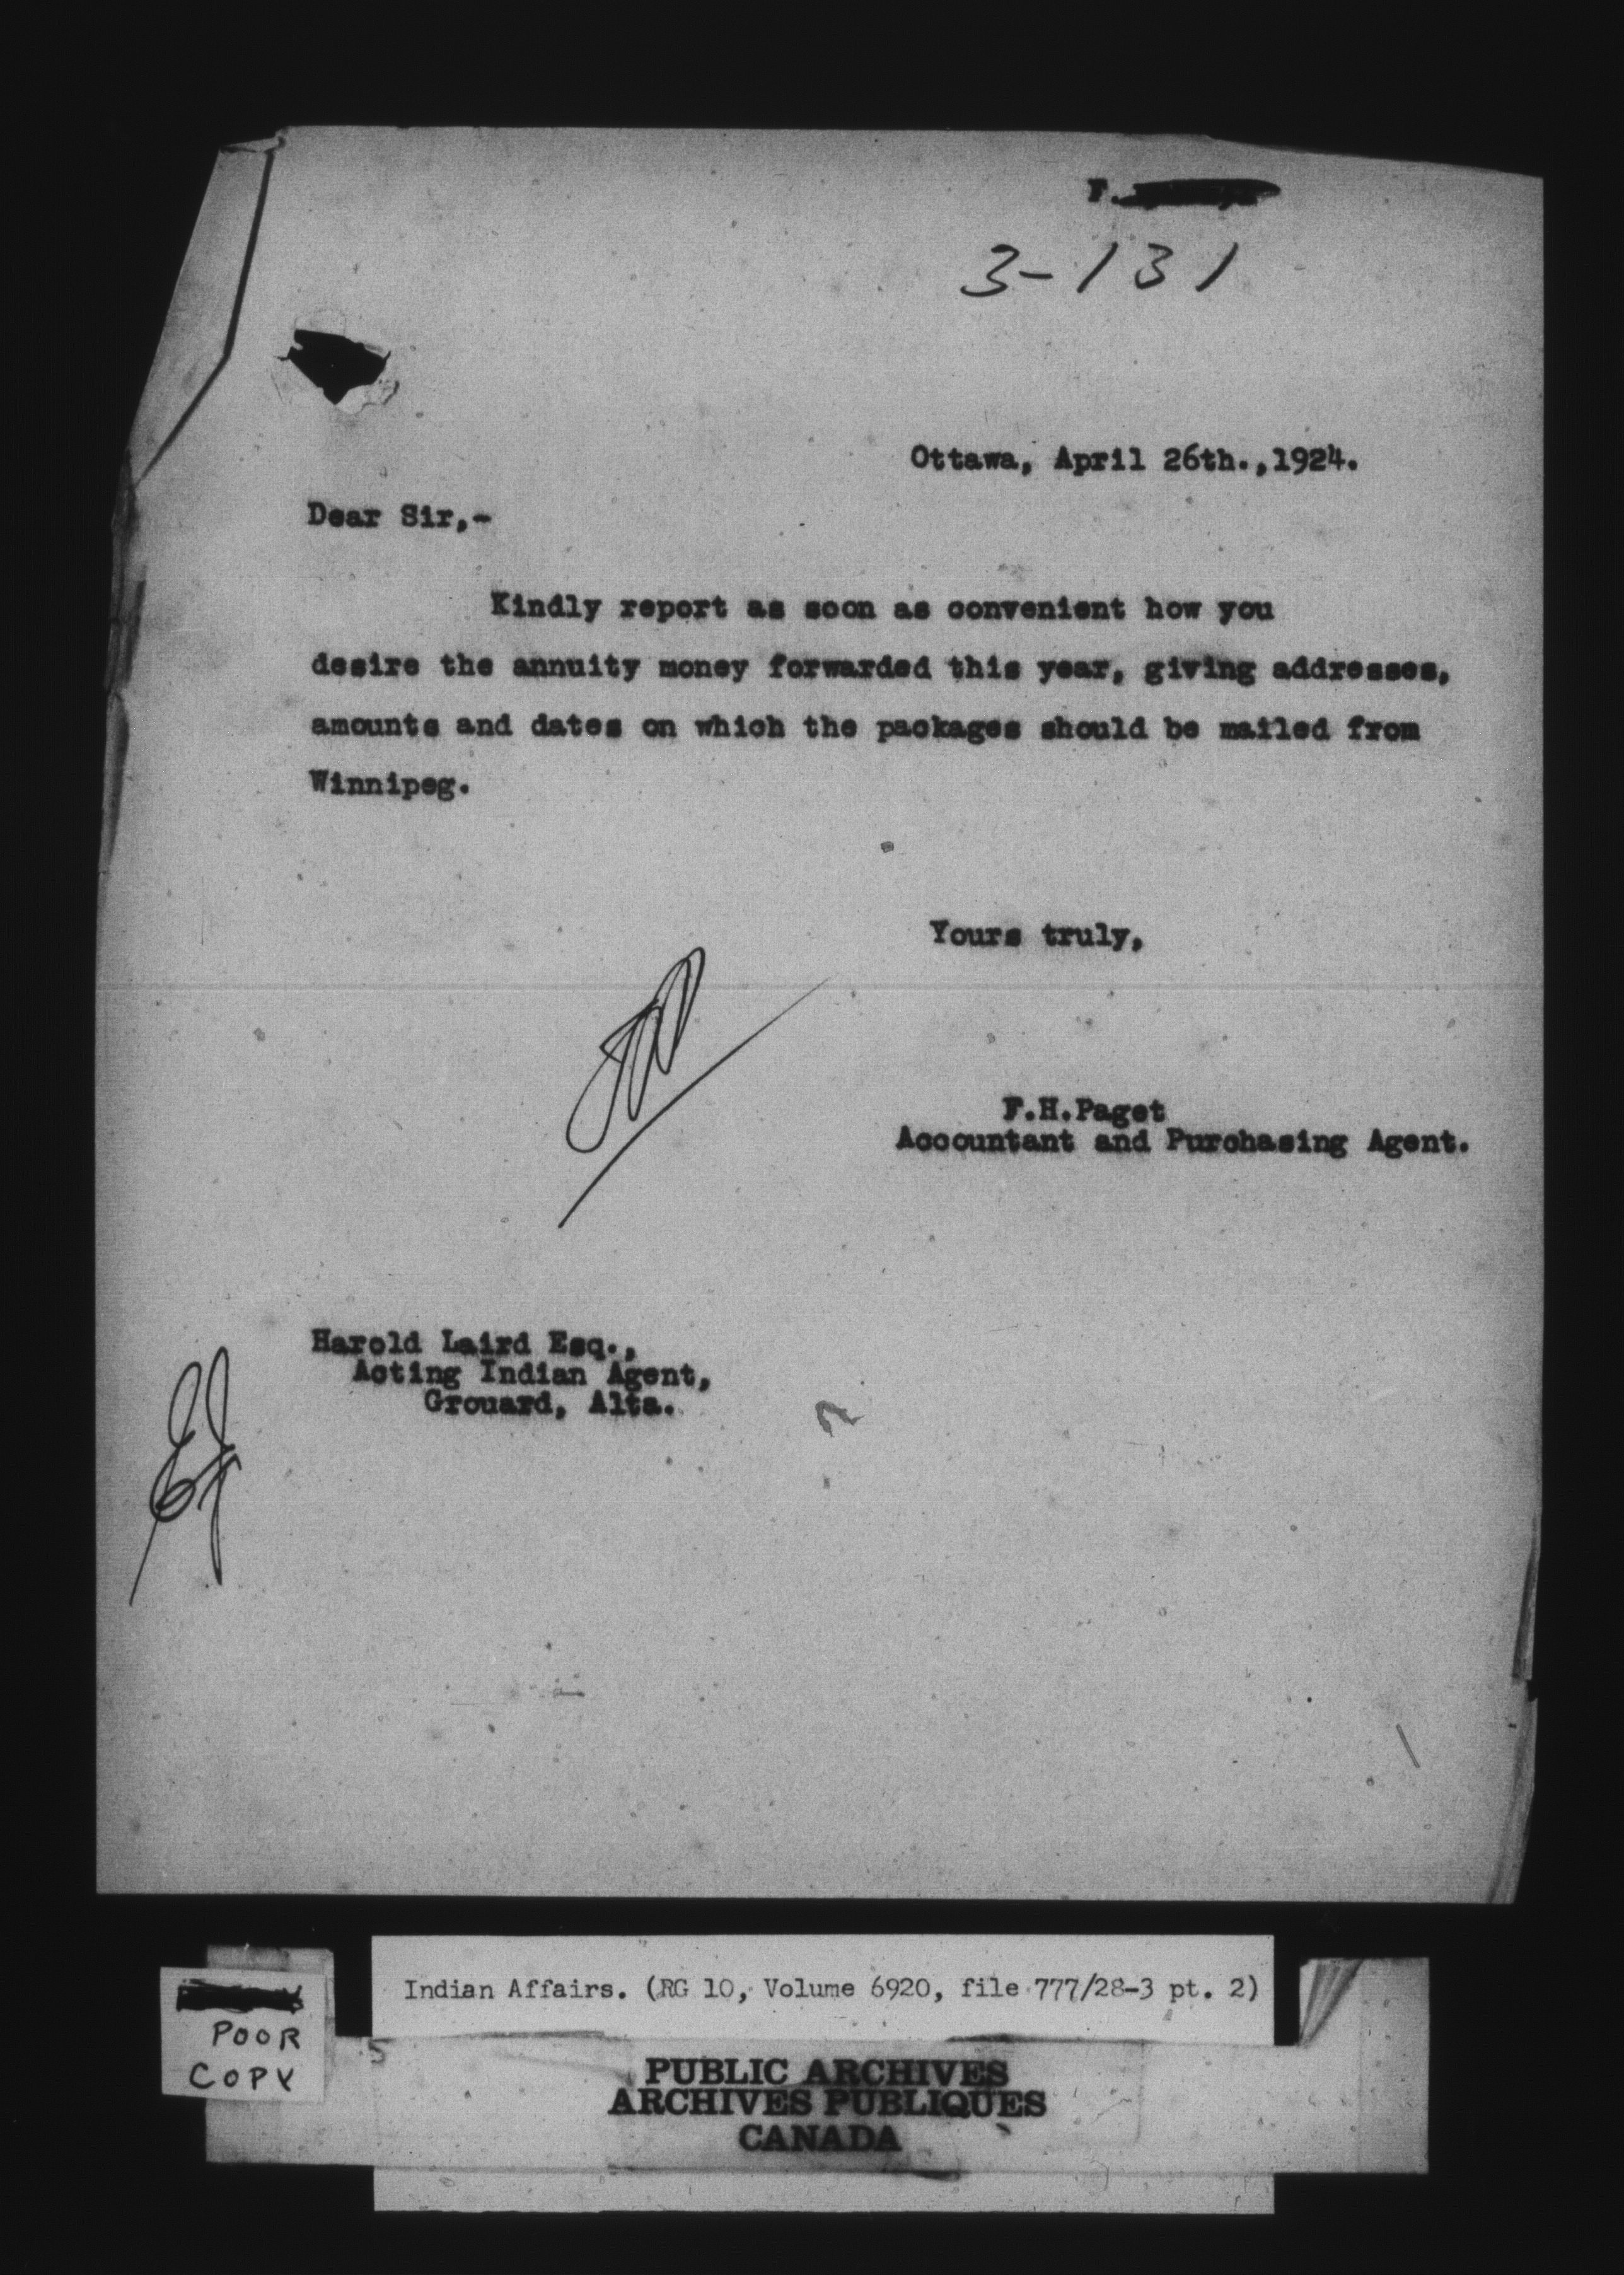 F.
3-131
Ottawa, April 26th.,1924.
Dear Sir,-
Kindly report as soon as convenient how you
desire the annuity money forwarded this year, giving addresses,
amounts and dates on which the packages should be mailed from
Winnipeg.
Yours truly,
F.H.Paget
Accountant and Purchasing Agent.
Harold Laird Esq.,
Acting Indian Agent,
Grouard, Alta.
Indian Affairs. (RG 10, Volume 6920, file 777/28-3 pt. 2)
POOR
COPY
PUBLIC ARCHIVES
ARCHIVES PUBLIQUES
CANADA